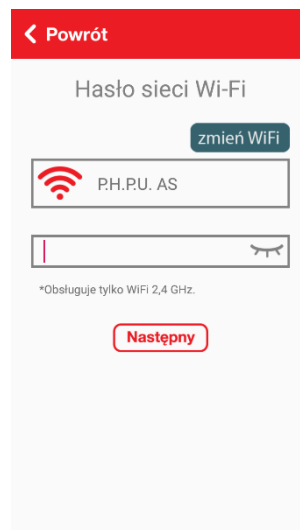 Powrót
Hasło sieci Wi-Fi
zmień WiFi
P.H.P.U. AS
*Obsługuje tylko WiFi 2,4 GHz.
Następny